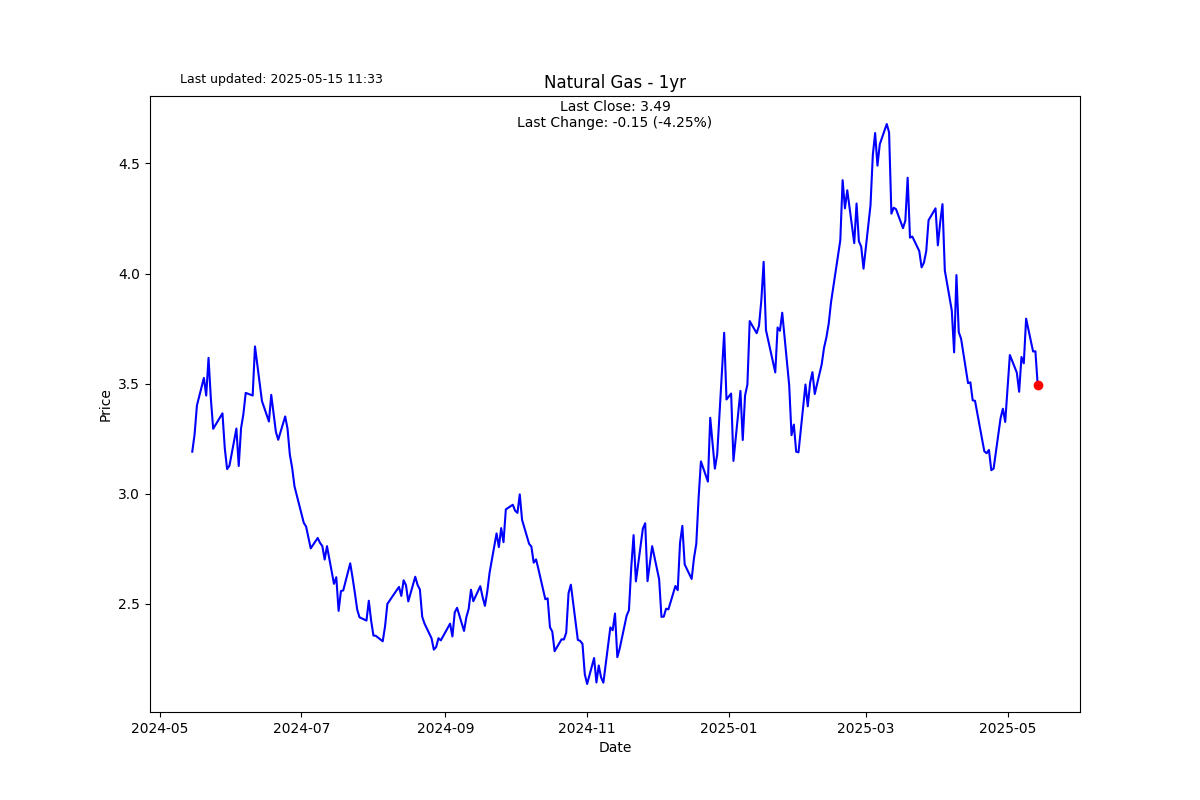 Last updated: 2025-05-15 11:33
Natural Gas - 1yr
Last Close: 3.49
Last Change: -0.15 (-4.25%)
Price
4.5
4.0
3.5
3.0
2.5
2024-05
2024-07
2024-09
2024-11
2025-01
2025-03
2025-05
Date